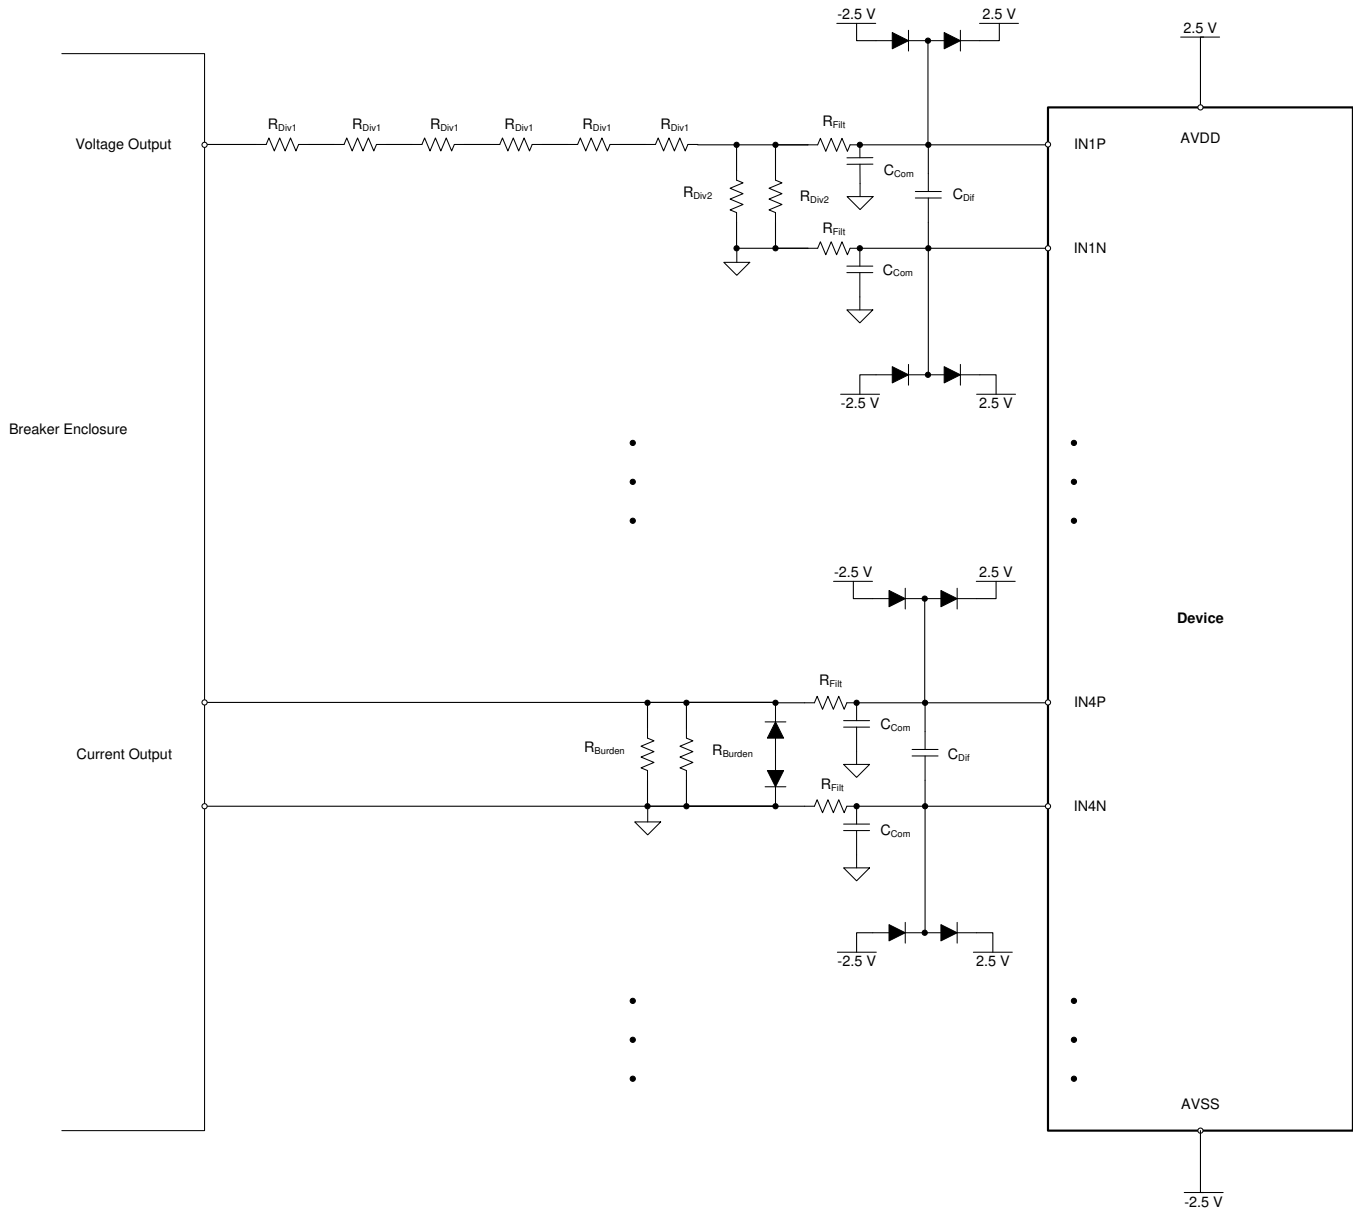 -2.5 V 2.5 V
2.5 V
RDiv1 RDiv1 RDiv1 RDiv1 RDiv1 RDiv1 RFilt
Voltage Output IN1P AVDD
CCom
RDiv2 RDiv2 CDif
RFilt
IN1N
CCom
-2.5 V 2.5 V
Breaker Enclosure
-2.5 V 2.5 V
Device
RFilt
IN4P
CCom
RBurden RBurden Current Output CDif
RFilt
IN4N
CCom
-2.5 V 2.5 V
AVSS
-2.5 V